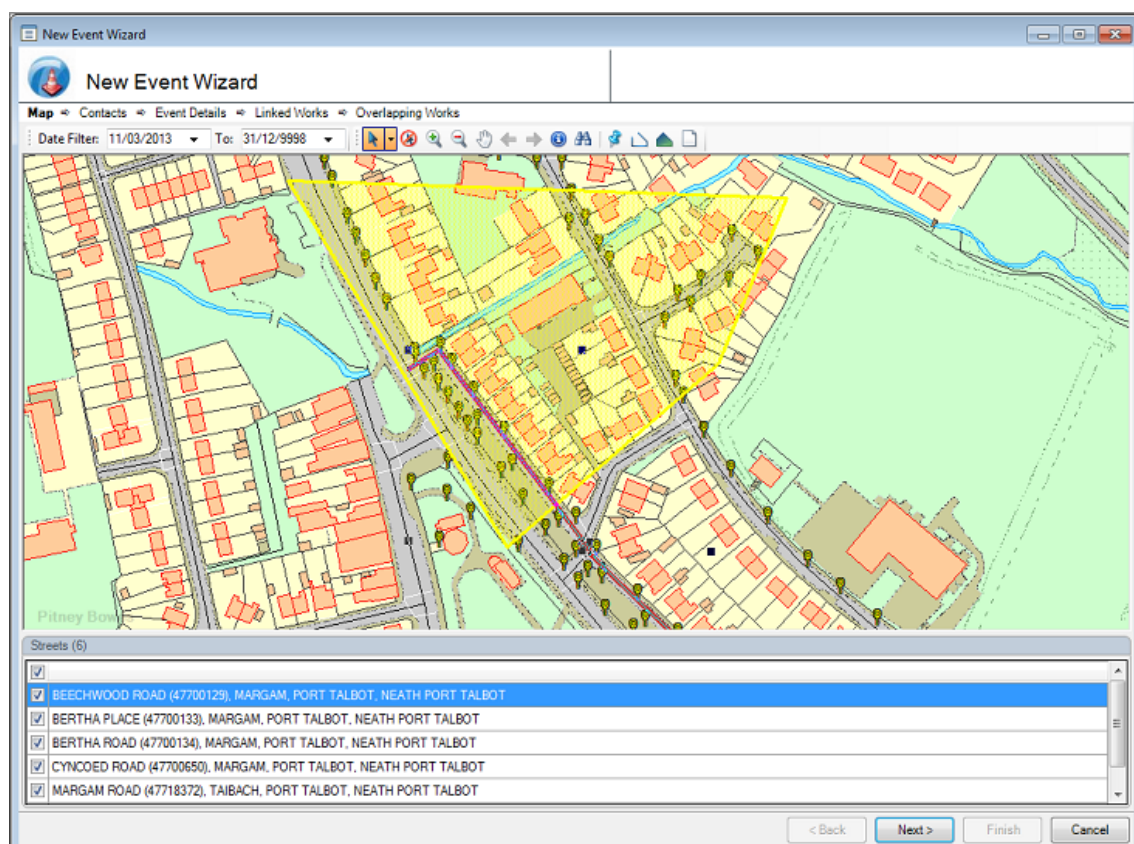 New Event Wizard
New Event Wizard
Map ⇨ Contacts ⇨ Event Details ⇨ Linked Works ⇨ Overlapping Works
Date Filter: 11/03/2013 To: 31/12/9998
Pitney Bow
Streets (6)
BEECHWOOD ROAD (47700129), MARGAM, PORT TALBOT, NEATH PORT TALBOT
BERTHA PLACE (47700133), MARGAM, PORT TALBOT, NEATH PORT TALBOT
BERTHA ROAD (47700134), MARGAM, PORT TALBOT, NEATH PORT TALBOT
CYNCOED ROAD (47700650), MARGAM, PORT TALBOT, NEATH PORT TALBOT
MARGAM ROAD (47718372), TAIBACH, PORT TALBOT, NEATH PORT TALBOT
< Back Next > Finish Cancel